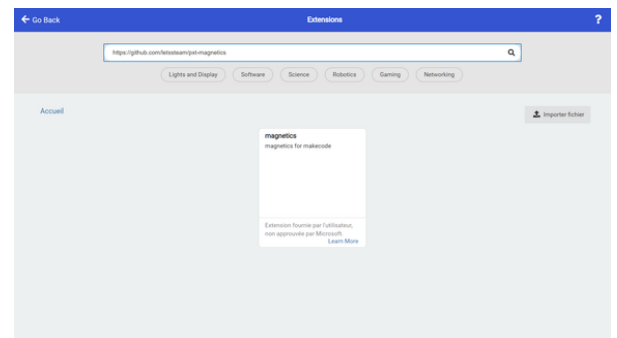 Go Back
Extensions
?
https://github.com/letssteam/pxt-magnetics
Lights and Display
Software
Science
Robotics
Gaming
Networking
Accueil
Importer fichier
magnetics
magnetics for makecode
Extension fournie par l'utilisateur,
non approuvée par Microsoft.
Learn More